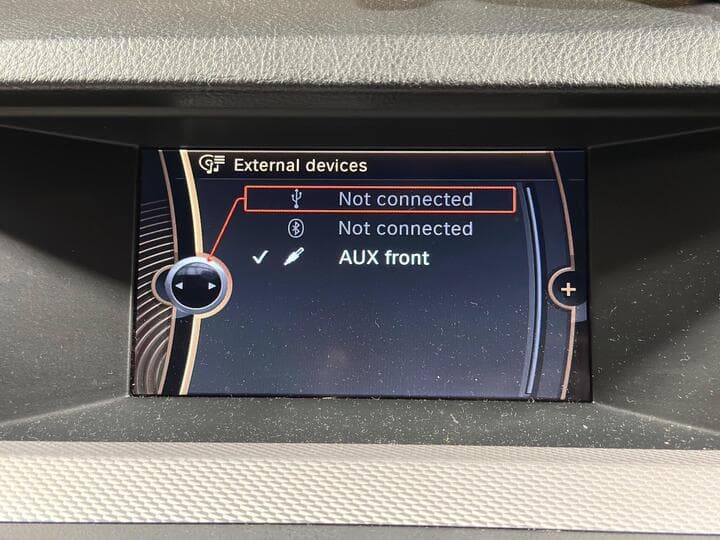 External devices
Not connected
Not connected
AUX front